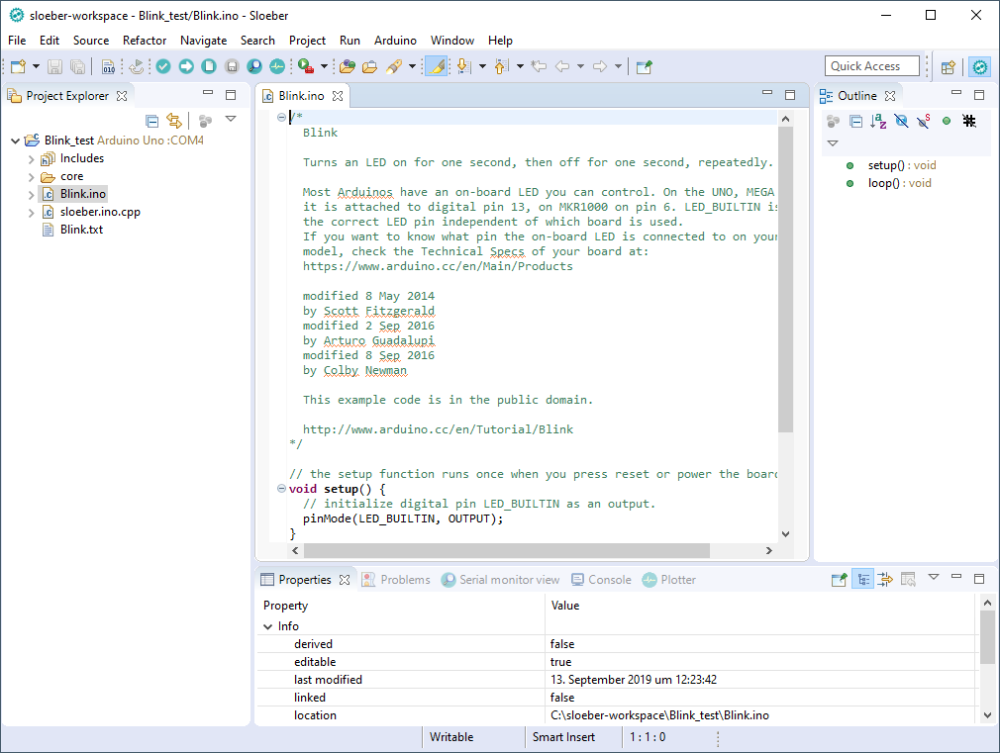 sloeber-workspace - Blink_test/Blink.ino - Sloeber
File Edit Source Refactor Navigate Search Project Run Arduino Window Help
010
Quick Access
Project Explorer
Blink_test Arduino Uno :COM4
Includes
core
Blink.ino
sloeber.ino.cpp
Blink.txt
Blink.ino
/*
Blink
Turns an LED on for one second, then off for one second, repeatedly.
Most Arduinos have an on-board LED you can control. On the UNO, MEGA
it is attached to digital pin 13, on MKR1000 on pin 6. LED_BUILTIN is
the correct LED pin independent of which board is used.
If you want to know what pin the on-board LED is connected to on your
model, check the Technical Specs of your board at:
https://www.arduino.cc/en/Main/Products
modified 8 May 2014
by Scott Fitzgerald
modified 2 Sep 2016
by Arturo Guadalupi
modified 8 Sep 2016
by Colby Newman
This example code is in the public domain.
http://www.arduino.cc/en/Tutorial/Blink
*/
// the setup function runs once when you press reset or power the board
void setup() {
// initialize digital pin LED_BUILTIN as an output.
pinMode(LED_BUILTIN, OUTPUT);
}
Outline
setup() : void
loop() : void
Properties Problems Serial monitor view Console Plotter
Property Value
Info
derived false
editable true
last modified 13. September 2019 um 12:23:42
linked false
location C:\sloeber-workspace\Blink_test\Blink.ino
Writable Smart Insert 1 : 1 : 0